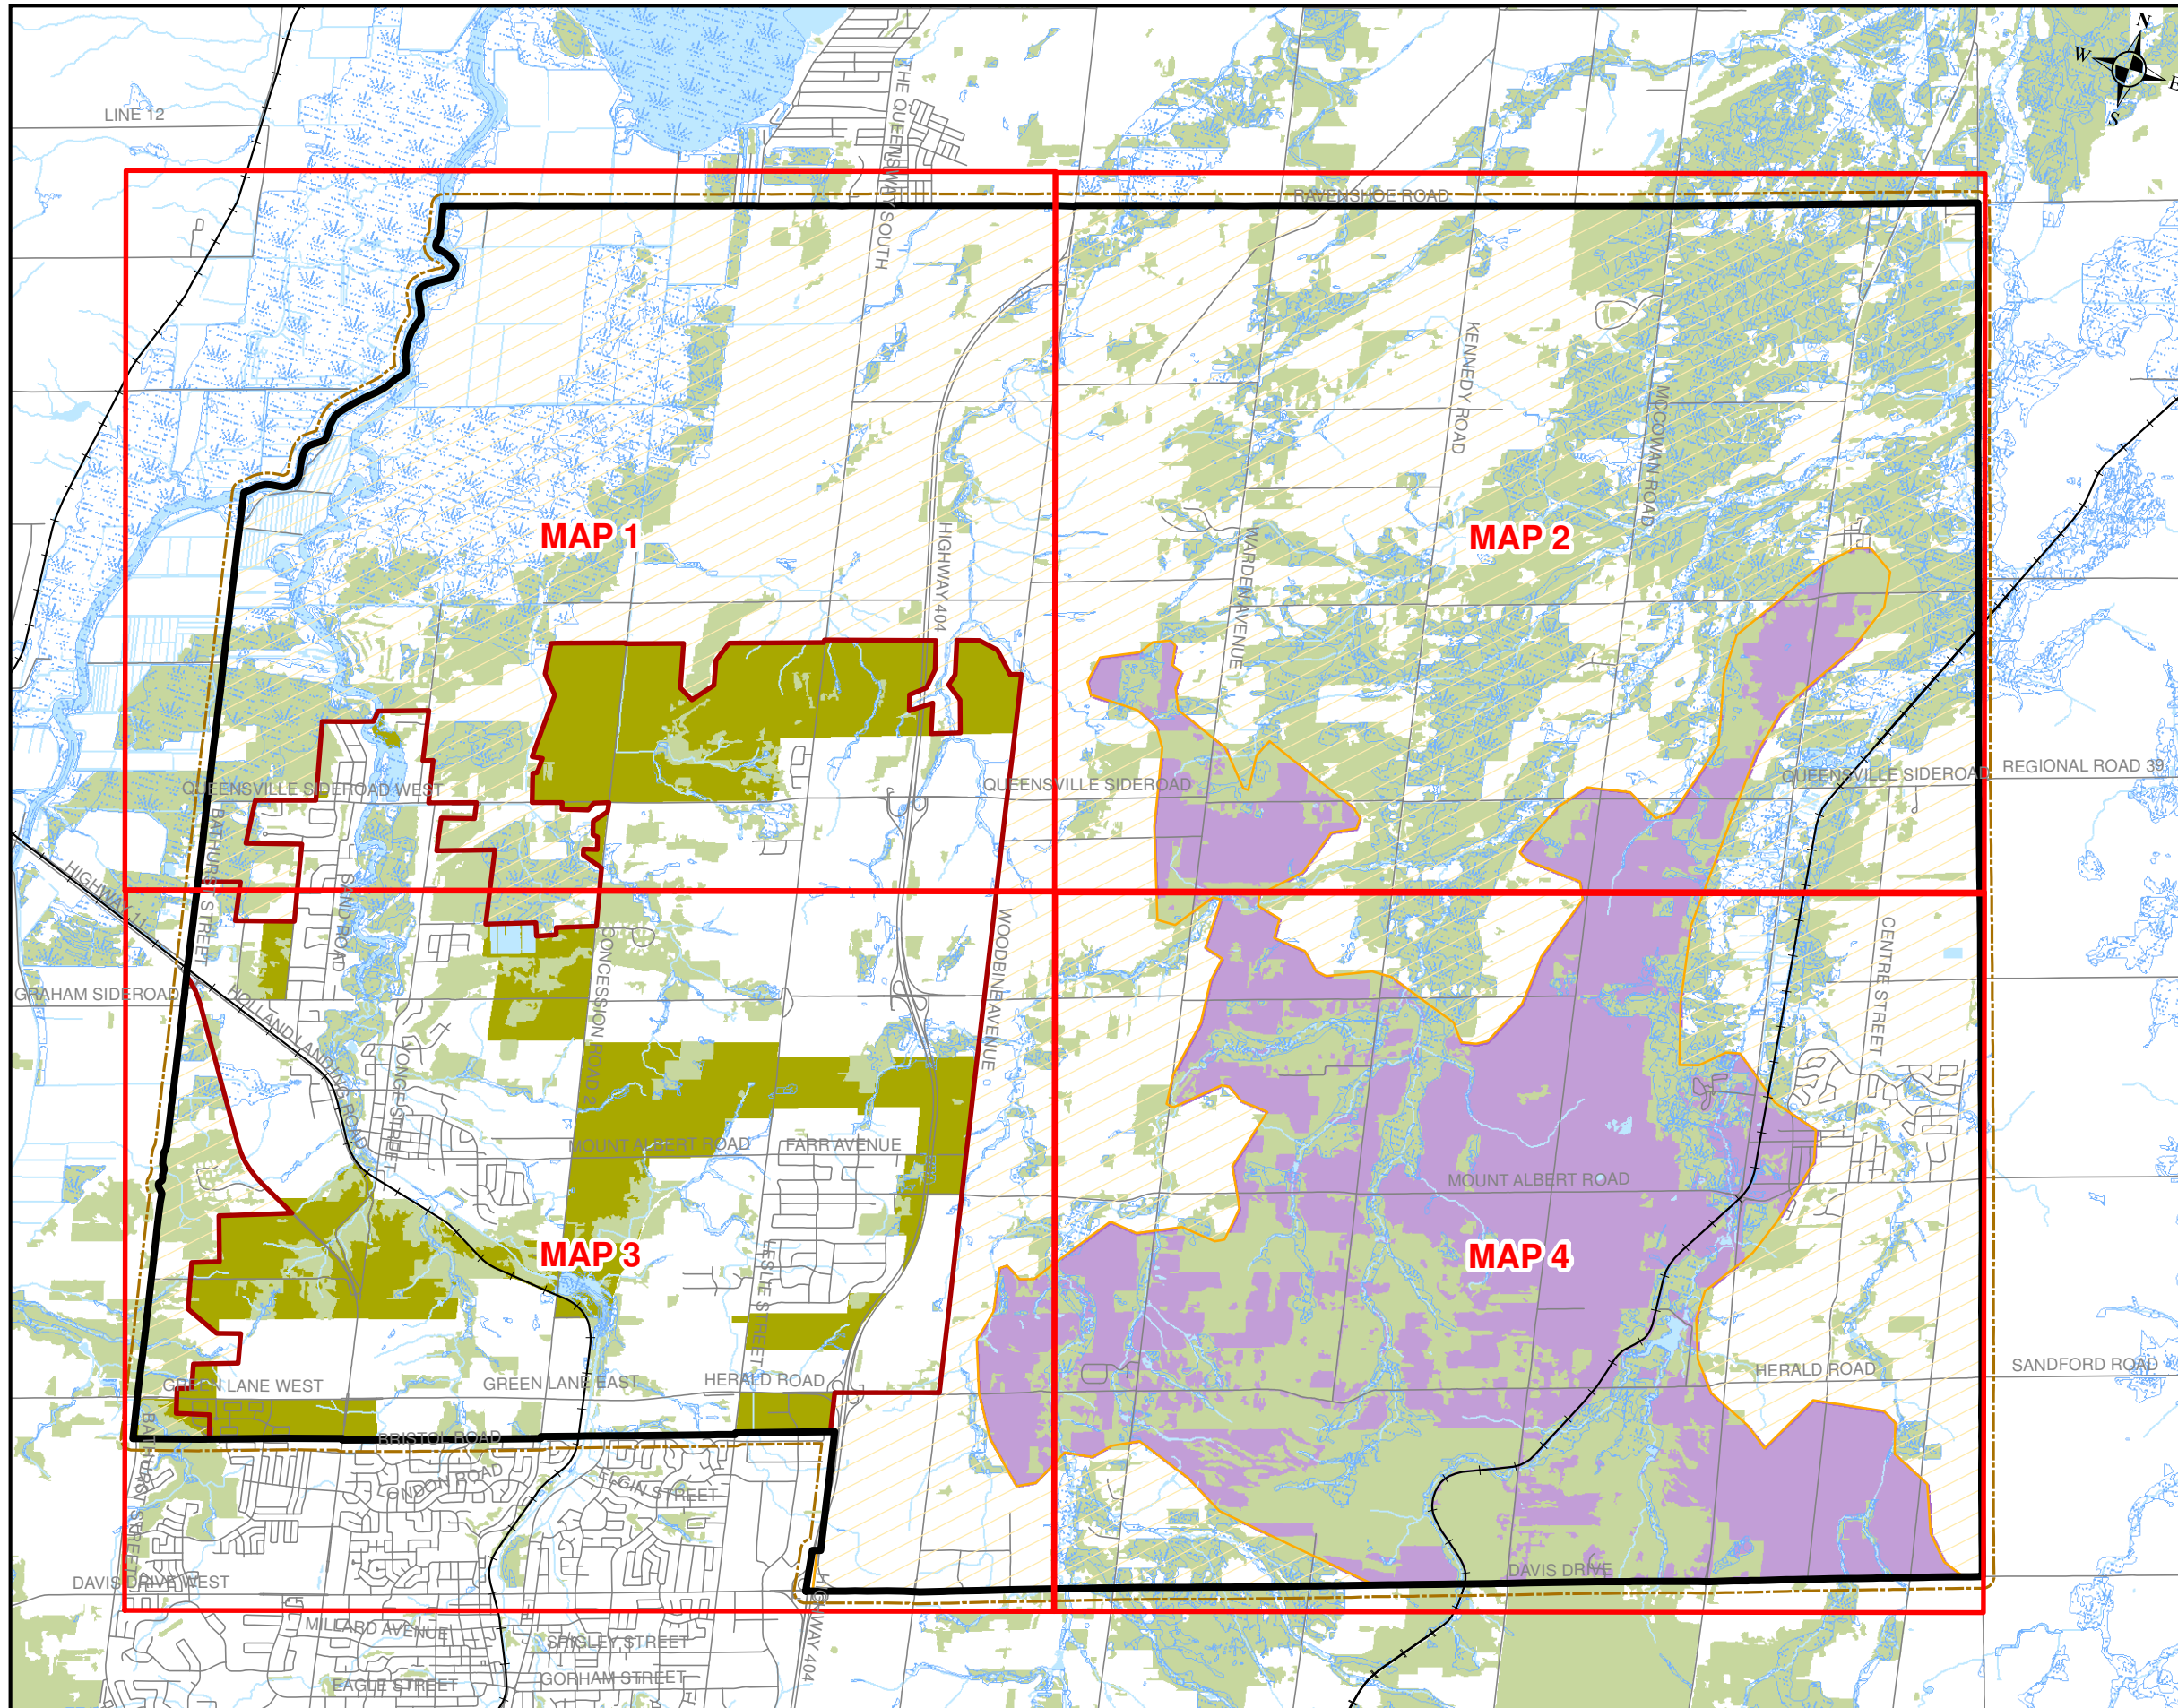 N
W
E
S
LINE 12
THE QUEENSWAY SOUTH
RAVENSHOE ROAD
KENNEDY ROAD
MCCOWAN ROAD
MAP 1
MAP 2
HIGHWAY 404
WARDEN AVENUE
QUEENSVILLE SIDEROAD WEST
QUEENSVILLE SIDEROAD
QUEENSVILLE SIDEROAD
REGIONAL ROAD 39
BATHURST STREET
HIGHWAY 11
SAND ROAD
WOODBINE AVENUE
CENTRE STREET
CONCESSION ROAD 2
GRAHAM SIDEROAD
HOLLAND LANDING ROAD
YONGE STREET
MOUNT ALBERT ROAD
FARR AVENUE
MOUNT ALBERT ROAD
MAP 3
MAP 4
LESLIE STREET
GREEN LANE WEST
GREEN LANE EAST
HERALD ROAD
HERALD ROAD
SANDFORD ROAD
BATHURST STREET
BRISTOL ROAD
LONDON ROAD
ELGIN STREET
DAVIS DRIVE WEST
DAVIS DRIVE
HIGHWAY 404
MILLARD AVENUE
SRIGLEY STREET
EAGLE STREET
GORHAM STREET